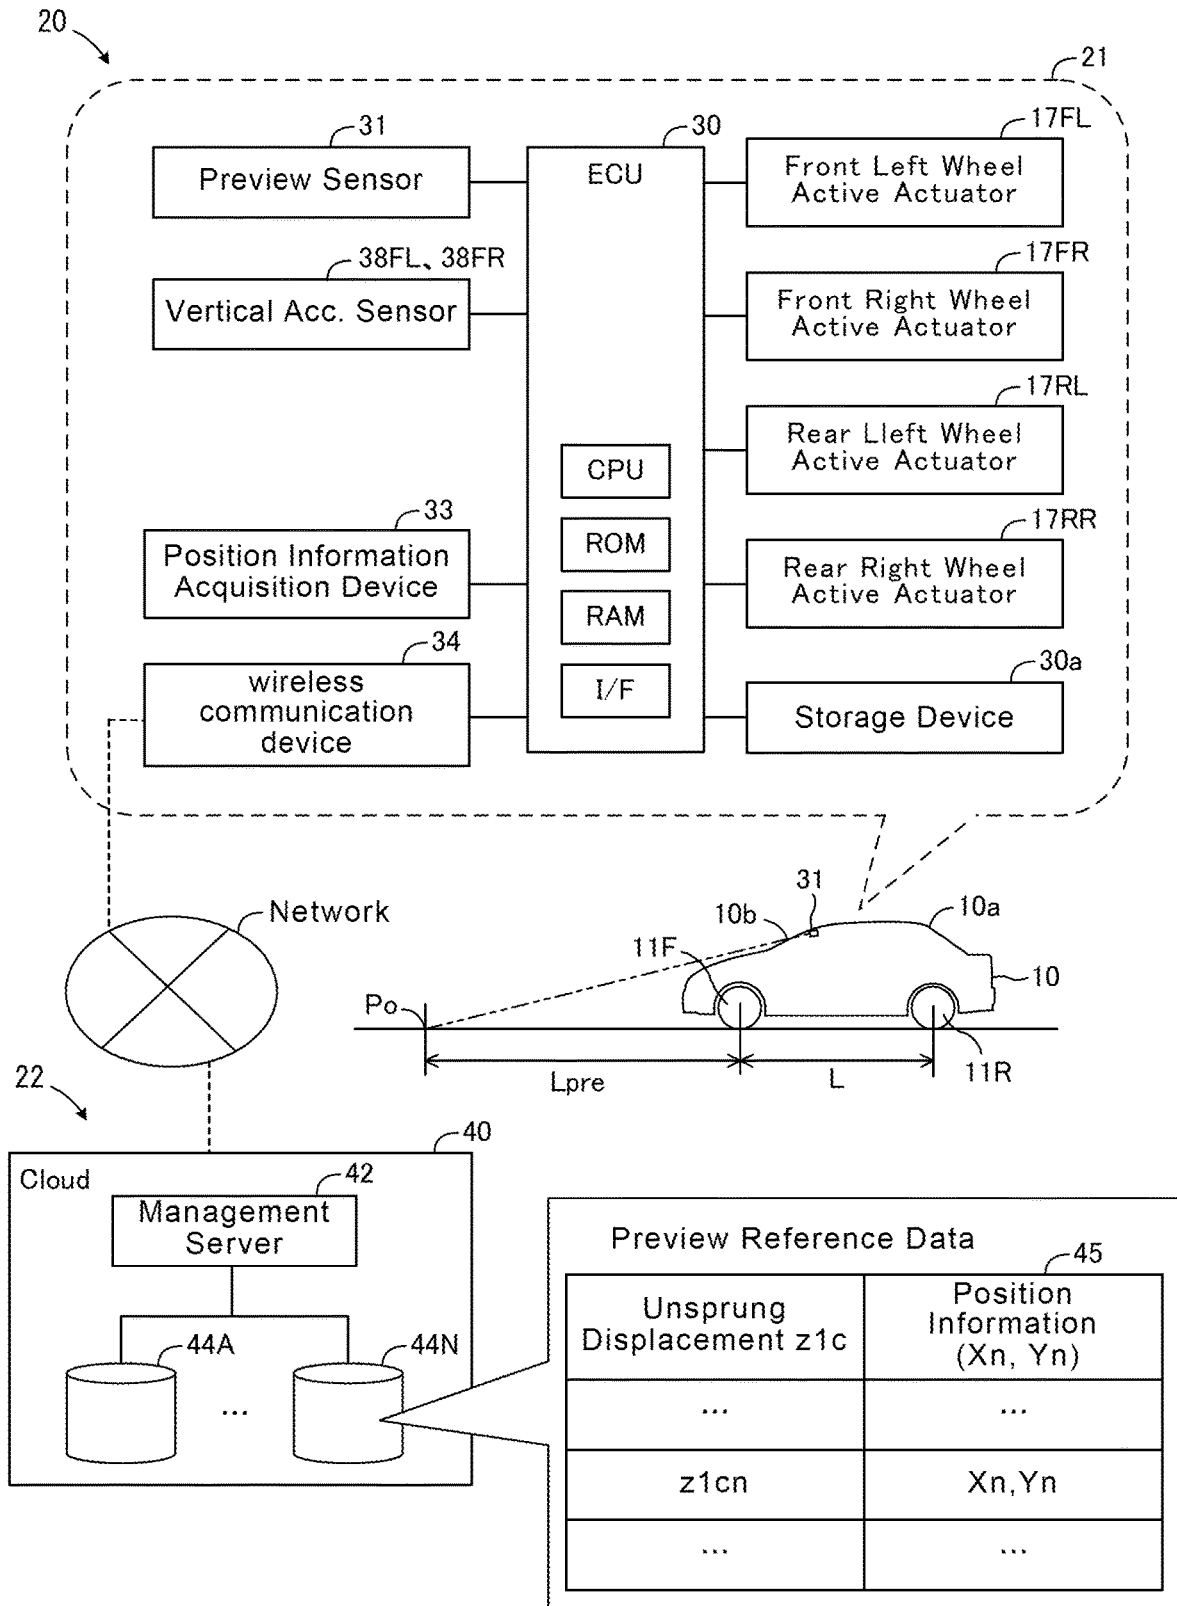 20
21
31
Preview Sensor
30
ECU
17FL
Front Left Wheel
Active Actuator
38FL、38FR
Vertical Acc. Sensor
17FR
Front Right Wheel
Active Actuator
17RL
Rear Lleft Wheel
Active Actuator
CPU
ROM
RAM
I/F
33
Position Information
Acquisition Device
17RR
Rear Right Wheel
Active Actuator
34
wireless
communication
device
30a
Storage Device
Network
31
10b
10a
11F
10
Po
11R
Lpre
L
22
40
Cloud
42
Management
Server
44A
...
44N
Preview Reference Data
45
Unsprung
Displacement z1c
Position
Information
(Xn, Yn)
...
...
z1cn
Xn,Yn
...
...